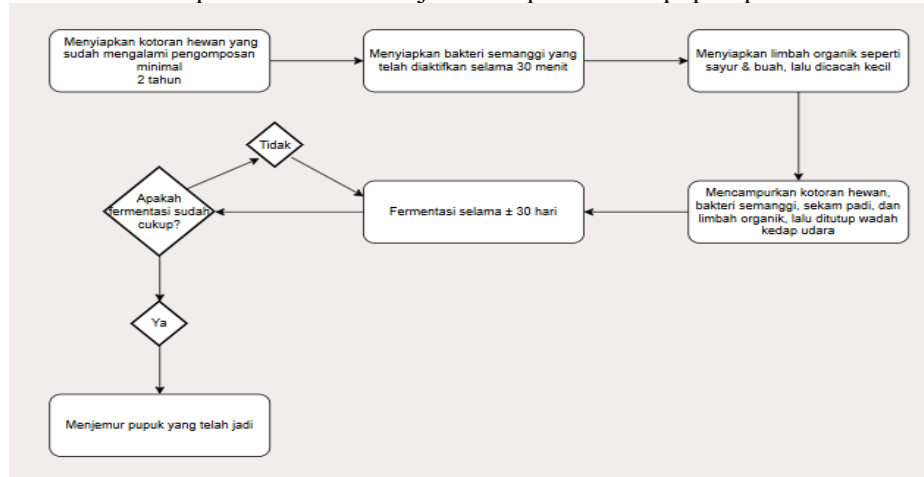 Menyiapkan kotoran hewan yang
sudah mengalami pengomposan
minimal
2 tahun
Menyiapkan bakteri semanggi yang
telah diaktifkan selama 30 menit
Menyiapkan limbah organik seperti
sayur & buah, lalu dicacah kecil
Mencampurkan kotoran hewan,
bakteri semanggi, sekam padi, dan
limbah organik, lalu ditutup wadah
kedap udara
Fermentasi selama ± 30 hari
Apakah
fermentasi sudah
cukup?
Tidak
Ya
Menjemur pupuk yang telah jadi